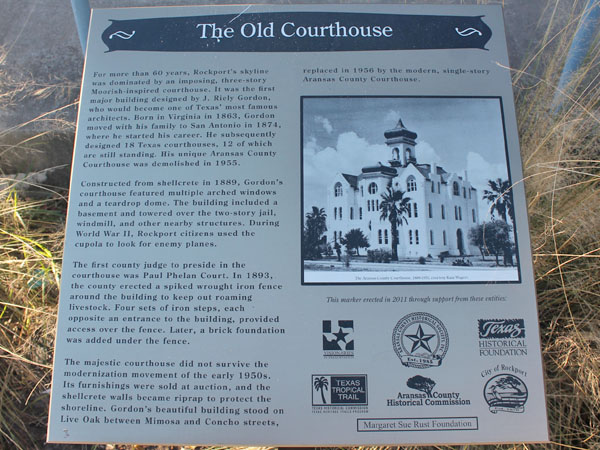 The Old Courthouse
For more than 60 years, Rockport's skyline
was dominated by an imposing, three-story
Moorish-inspired courthouse. It was the first
major building designed by J. Riely Gordon,
who would become one of Texas' most famous
architects. Born in Virginia in 1863, Gordon
moved with his family to San Antonio in 1874,
where he started his career. He subsequently
designed 18 Texas courthouses, 12 of which
are still standing. His unique Aransas County
Courthouse was demolished in 1955.
Constructed from shellcrete in 1889, Gordon's
courthouse featured multiple arched windows
and a teardrop dome. The building included a
basement and towered over the two-story jail,
windmill, and other nearby structures. During
World War II, Rockport citizens used the
cupola to look for enemy planes.
The first county judge to preside in the
courthouse was Paul Phelan Court. In 1893,
the county erected a spiked wrought iron fence
around the building to keep out roaming
livestock. Four sets of iron steps, each
opposite an entrance to the building, provided
access over the fence. Later, a brick foundation
was added under the fence.
The majestic courthouse did not survive the
modernization movement of the early 1950s.
Its furnishings were sold at auction, and the
shellcrete walls became riprap to protect the
shoreline. Gordon's beautiful building stood on
Live Oak between Mimosa and Concho streets,
replaced in 1956 by the modern, single-story
Aransas County Courthouse.
The Aransas County Courthouse,
This marker erected in 2011 through support from these entities:
Est. 1985
Texas
HISTORICAL
FOUNDATION
TEXAS
TROPICAL
TRAIL
Aransas County
Historical Commission
City of Rockport
Margaret Sue Rust Foundation